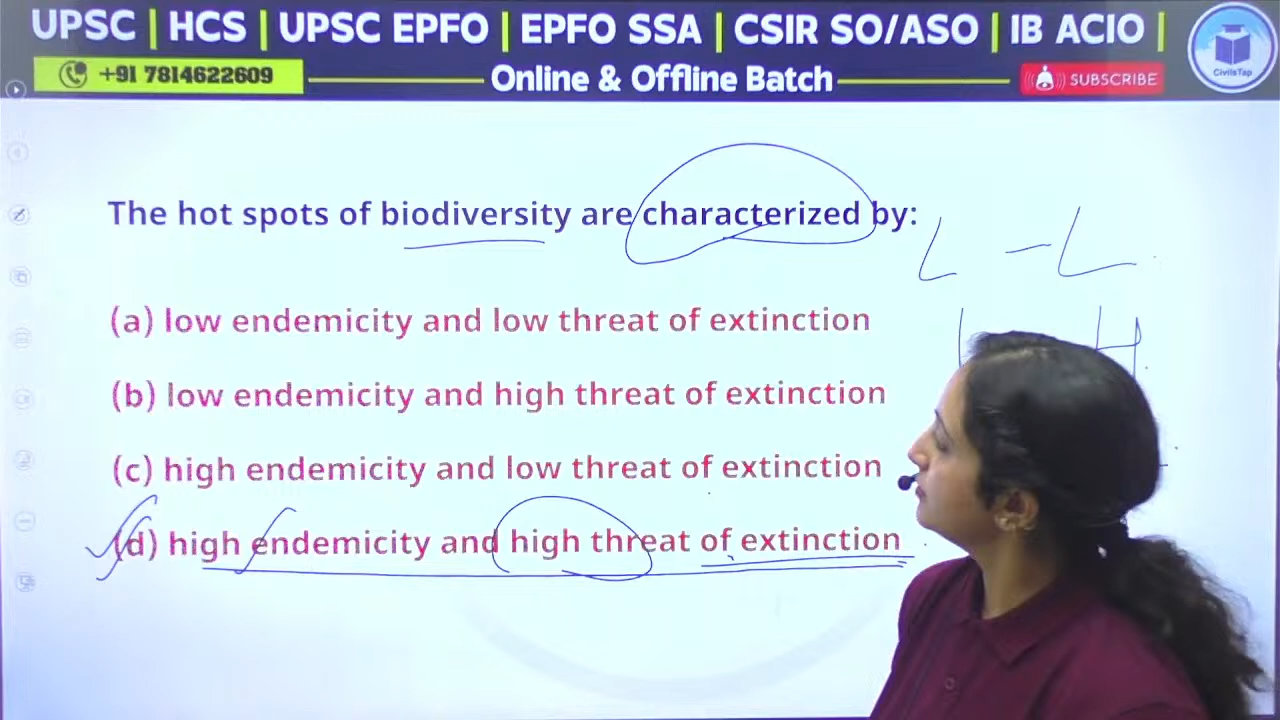 UPSC | HCS | UPSC EPFO | EPFO SSA | CSIR SO/ASO | IB ACIO |
+91 7814622609
Online & Offline Batch
SUBSCRIBE
CivilsTap
The hot spots of biodiversity are characterized by:
L - L
(a) low endemicity and low threat of extinction
H
(b) low endemicity and high threat of extinction
(c) high endemicity and low threat of extinction
(d) high endemicity and high threat of extinction